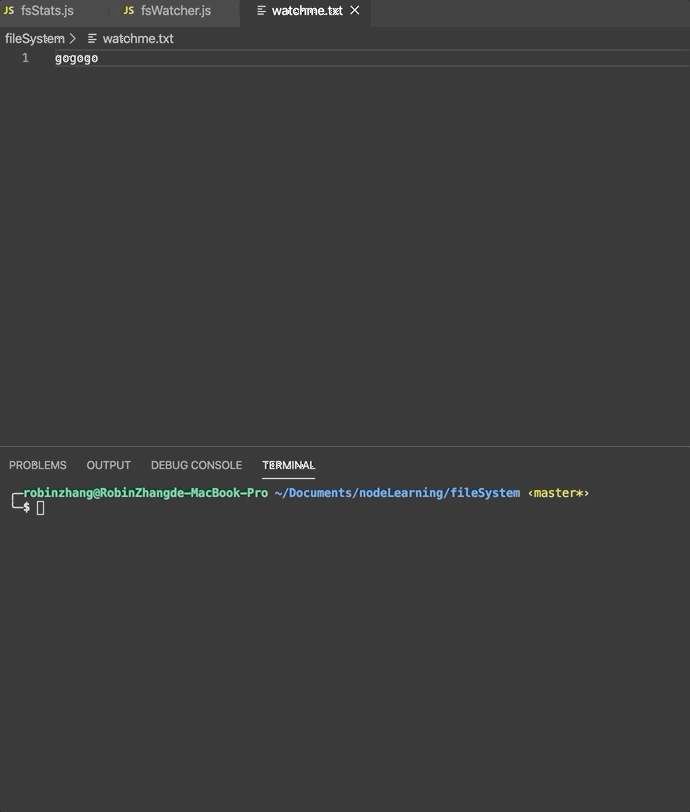 JS fsStats.js JS fsWatcher.js watchme.txt
fileSystem > watchme.txt
1 gogogo
PROBLEMS OUTPUT DEBUG CONSOLE TERMINAL
robinzhang@RobinZhangde-MacBook-Pro ~/Documents/nodeLearning/fileSystem ‹master*›
$